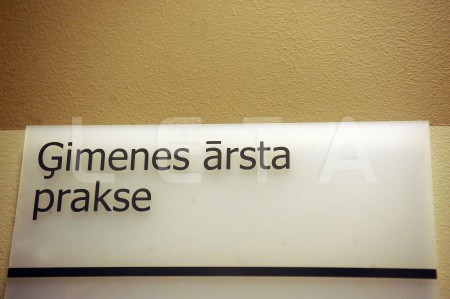 Ģimenes ārsta
prakse
LETA